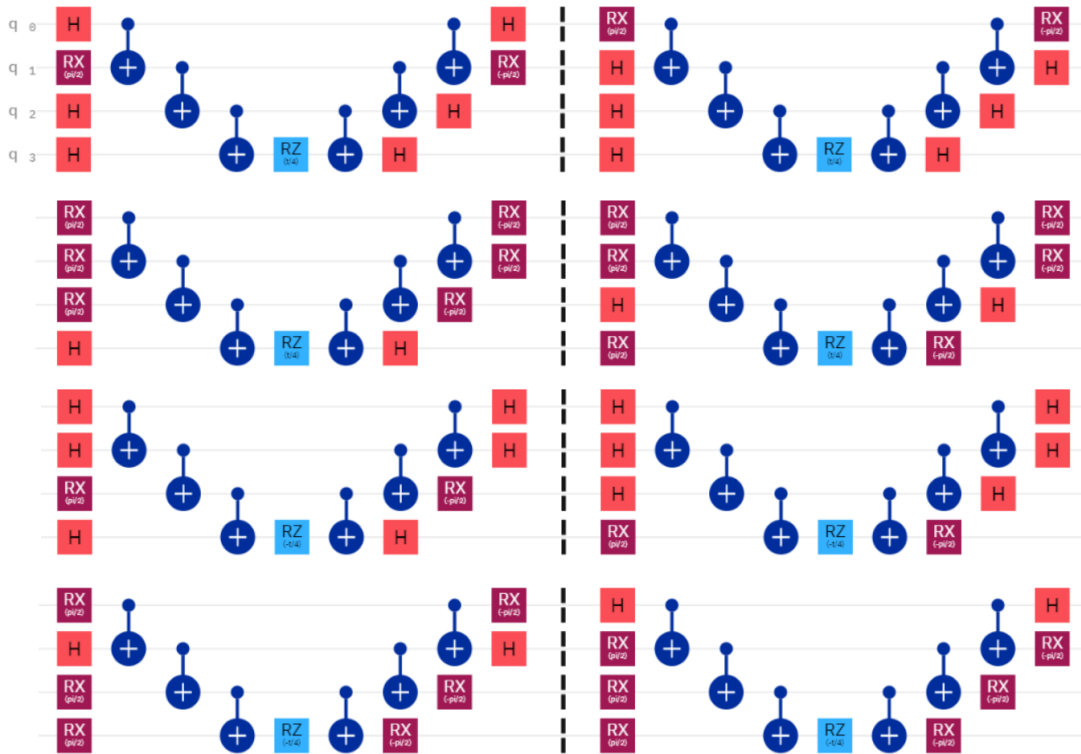 q 0 H H RX (pi/2) RX (-pi/2)
q 1 RX (pi/2) RX (-pi/2) H H
q 2 H H H H
q 3 H RZ (t/4) H H RZ (t/4) H
RX (pi/2) RX (-pi/2) RX (pi/2) RX (-pi/2)
RX (pi/2) RX (-pi/2) RX (pi/2) RX (-pi/2)
RX (pi/2) RX (-pi/2) H H
H RZ (t/4) H RX (pi/2) RZ (t/4) RX (-pi/2)
H H H H
H H H H
RX (pi/2) RX (-pi/2) H H
H RZ (-t/4) H RX (pi/2) RZ (-t/4) RX (-pi/2)
RX (pi/2) RX (-pi/2) H H
H H RX (pi/2) RX (-pi/2)
RX (pi/2) RX (-pi/2) RX (pi/2) RX (-pi/2)
RX (pi/2) RZ (-t/4) RX (-pi/2) RX (pi/2) RZ (-t/4) RX (-pi/2)